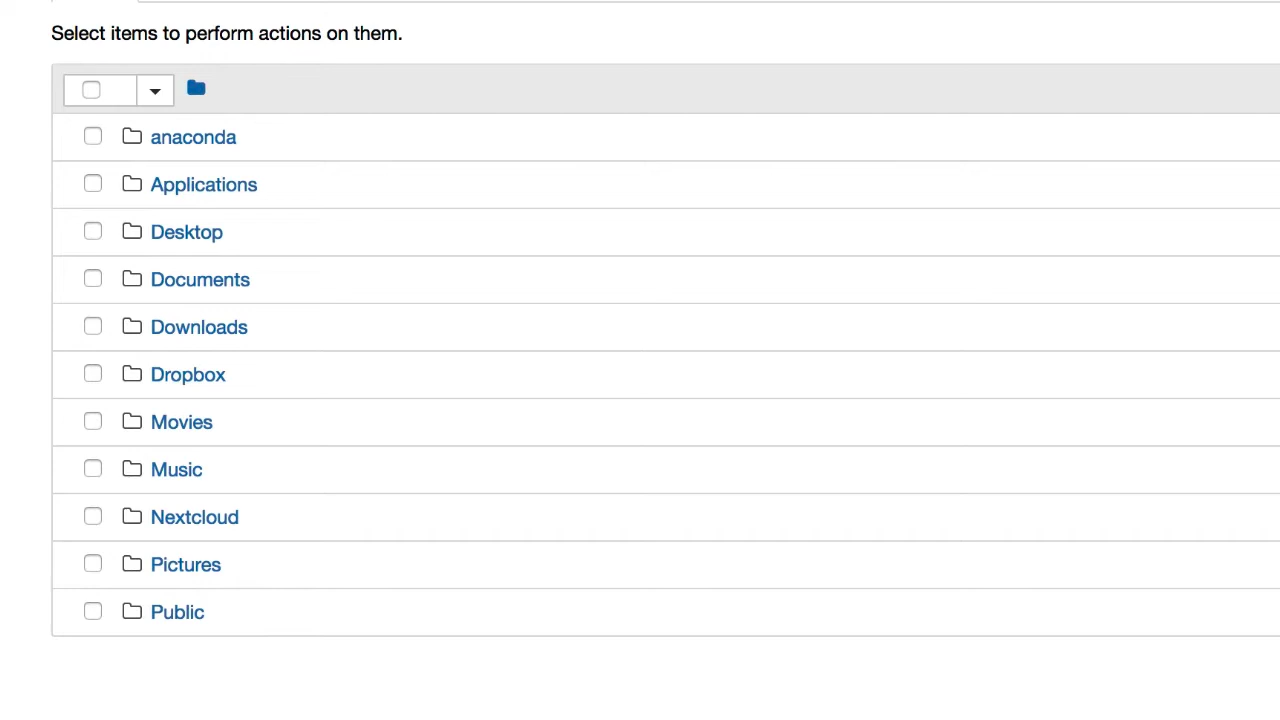 Select items to perform actions on them.
anaconda
Applications
Desktop
Documents
Downloads
Dropbox
Movies
Music
Nextcloud
Pictures
Public